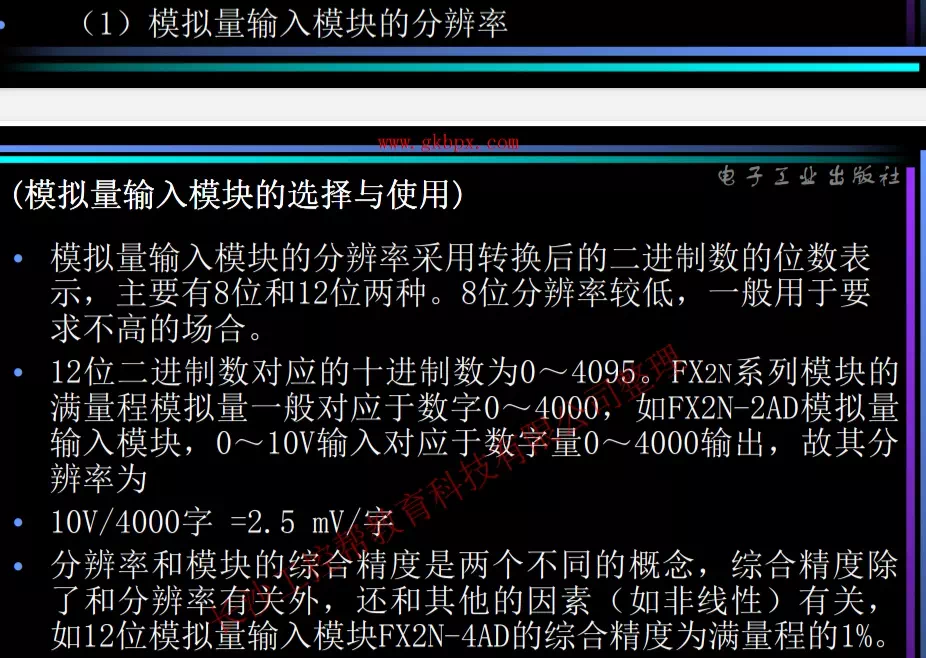 （1）模拟量输入模块的分辨率
www.gkbpx.com
电子工业出版社
(模拟量输入模块的选择与使用)
• 模拟量输入模块的分辨率采用转换后的二进制数的位数表
示，主要有8位和12位两种。8位分辨率较低，一般用于要
求不高的场合。
• 12位二进制数对应的十进制数为0～4095。FX2N系列模块的
满量程模拟量一般对应于数字0～4000，如FX2N-2AD模拟量
输入模块，0～10V输入对应于数字量0～4000输出，故其分
辨率为
• 10V/4000字 =2.5 mV/字
• 分辨率和模块的综合精度是两个不同的概念，综合精度除
了和分辨率有关外，还和其他的因素（如非线性）有关，
如12位模拟量输入模块FX2N-4AD的综合精度为满量程的1%。
长沙工控帮教育科技有限公司整理